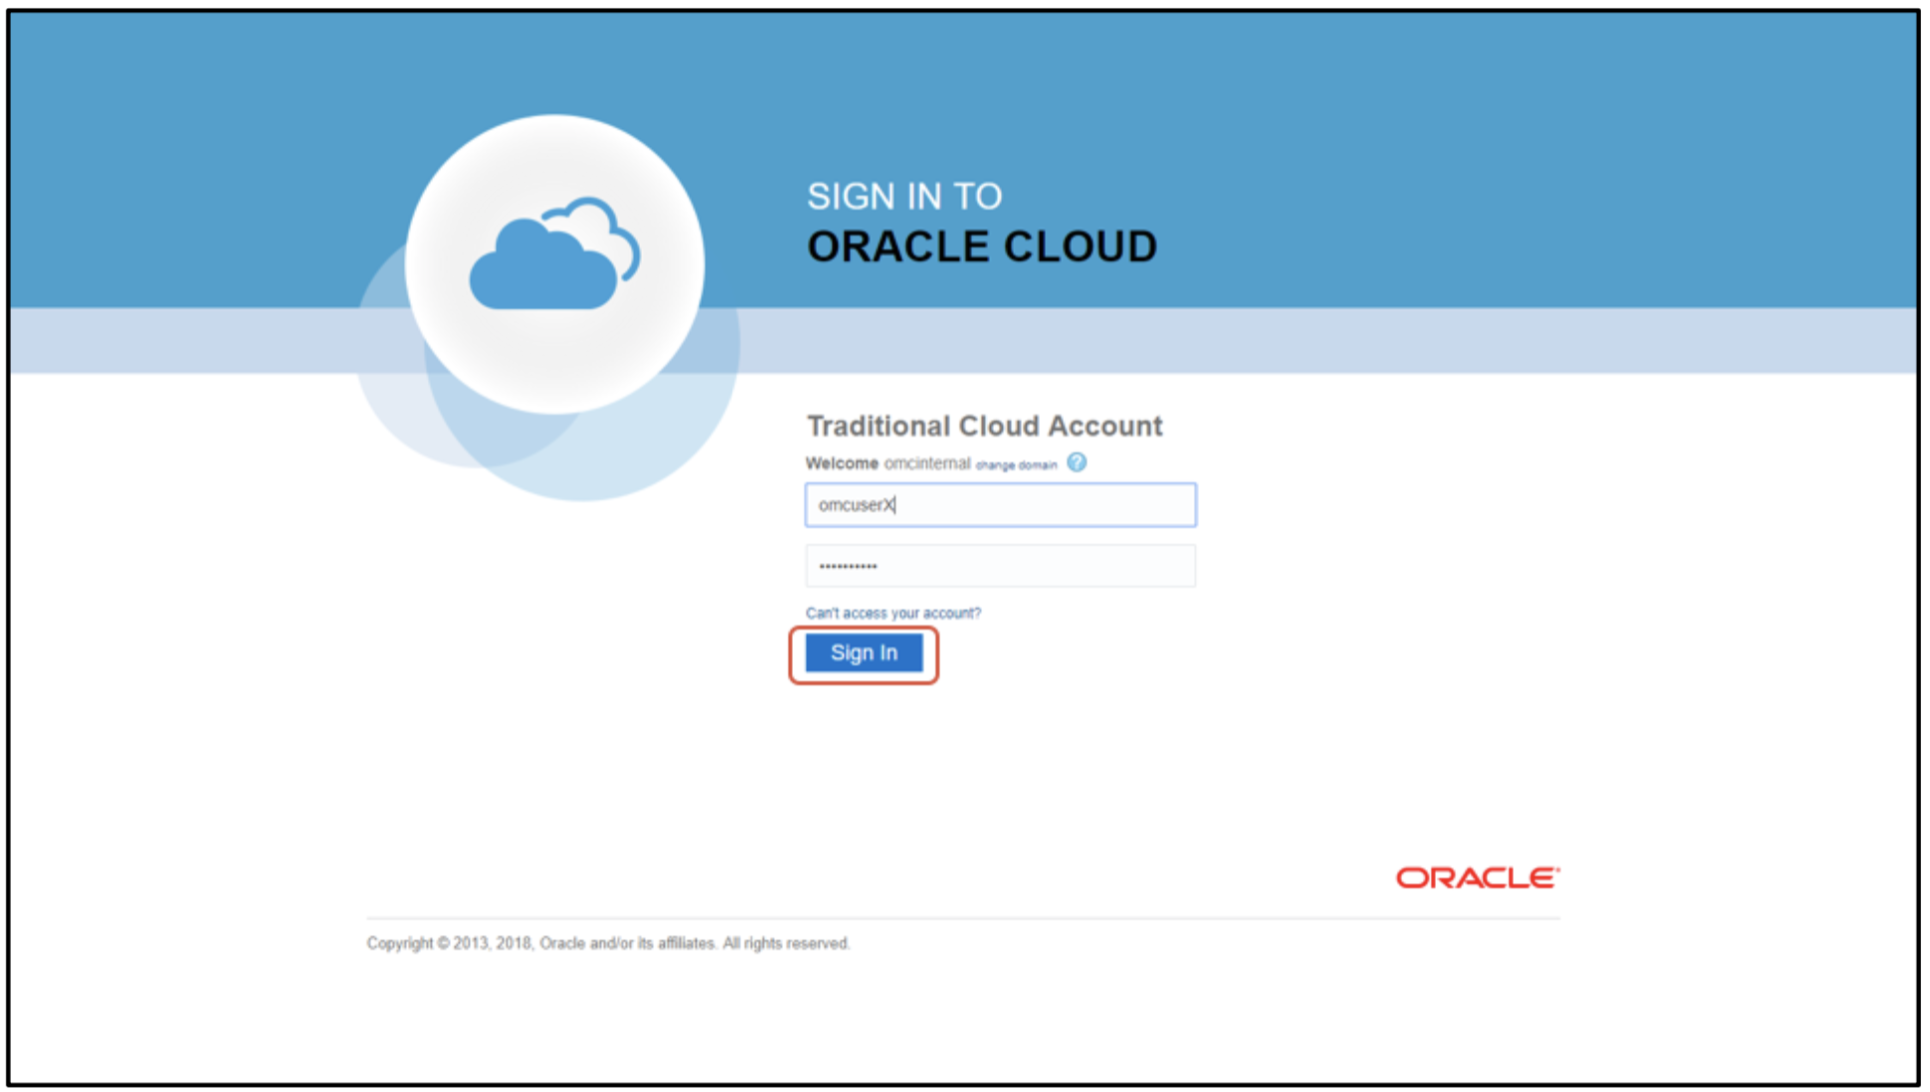 SIGN IN TO
ORACLE CLOUD
Traditional Cloud Account
Welcome omcinternal change domain ?
omcuserX
••••••••••
Can't access your account?
Sign In
ORACLE
Copyright © 2013, 2018, Oracle and/or its affiliates. All rights reserved.